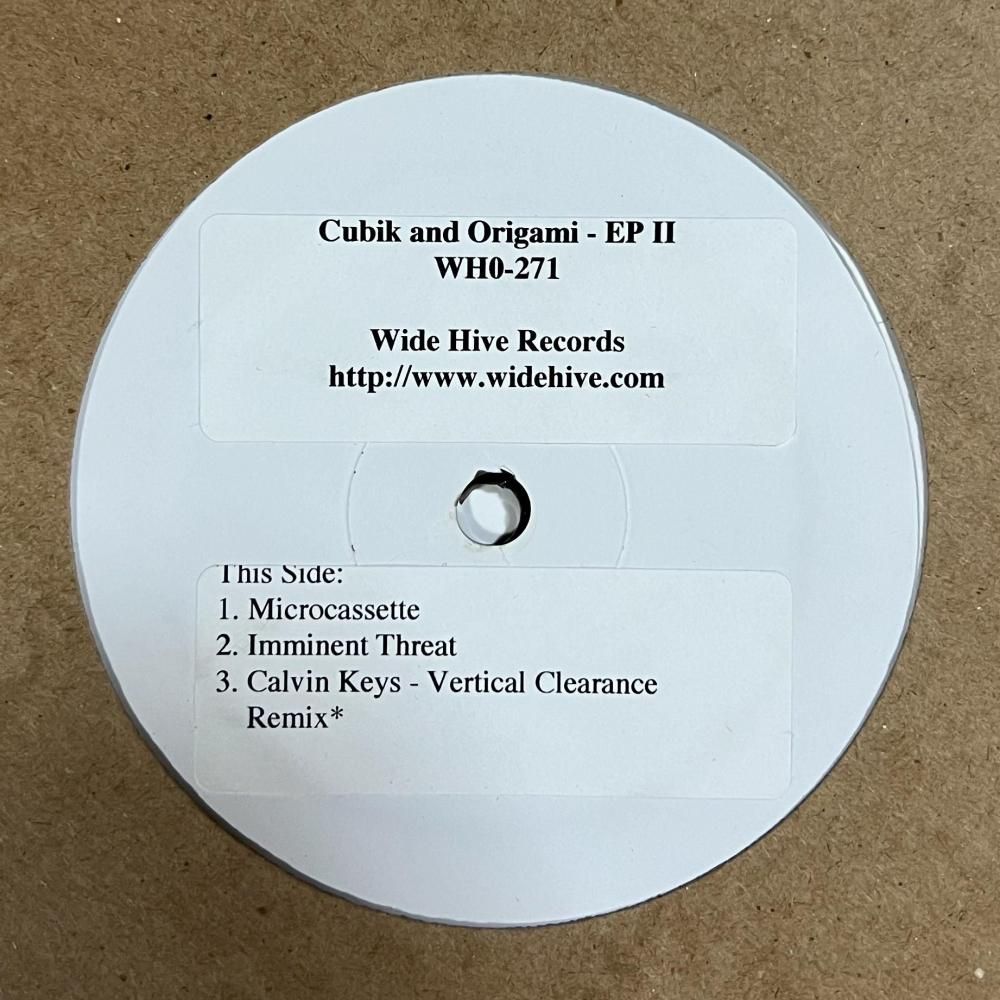 Cubik and Origami - EP II
WH0-271
Wide Hive Records
http://www.widehive.com
This Side:
1. Microcassette
2. Imminent Threat
3. Calvin Keys - Vertical Clearance
Remix*